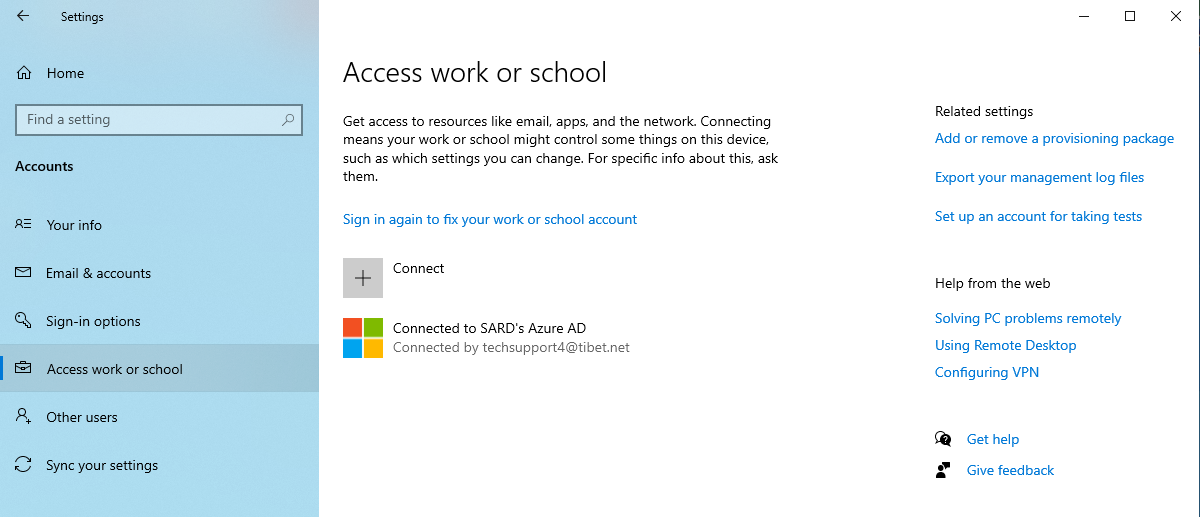 Settings
Home
Find a setting
Accounts
Your info
Email & accounts
Sign-in options
Access work or school
Other users
Sync your settings
Access work or school
Get access to resources like email, apps, and the network. Connecting
means your work or school might control some things on this device,
such as which settings you can change. For specific info about this, ask
them.
Sign in again to fix your work or school account
Connect
Connected to SARD's Azure AD
Connected by techsupport4@tibet.net
Related settings
Add or remove a provisioning package
Export your management log files
Set up an account for taking tests
Help from the web
Solving PC problems remotely
Using Remote Desktop
Configuring VPN
Get help
Give feedback